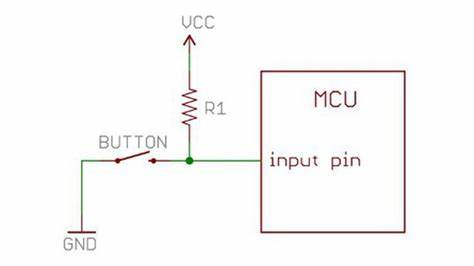 VCC
R1
MCU
BUTTON
input pin
GND